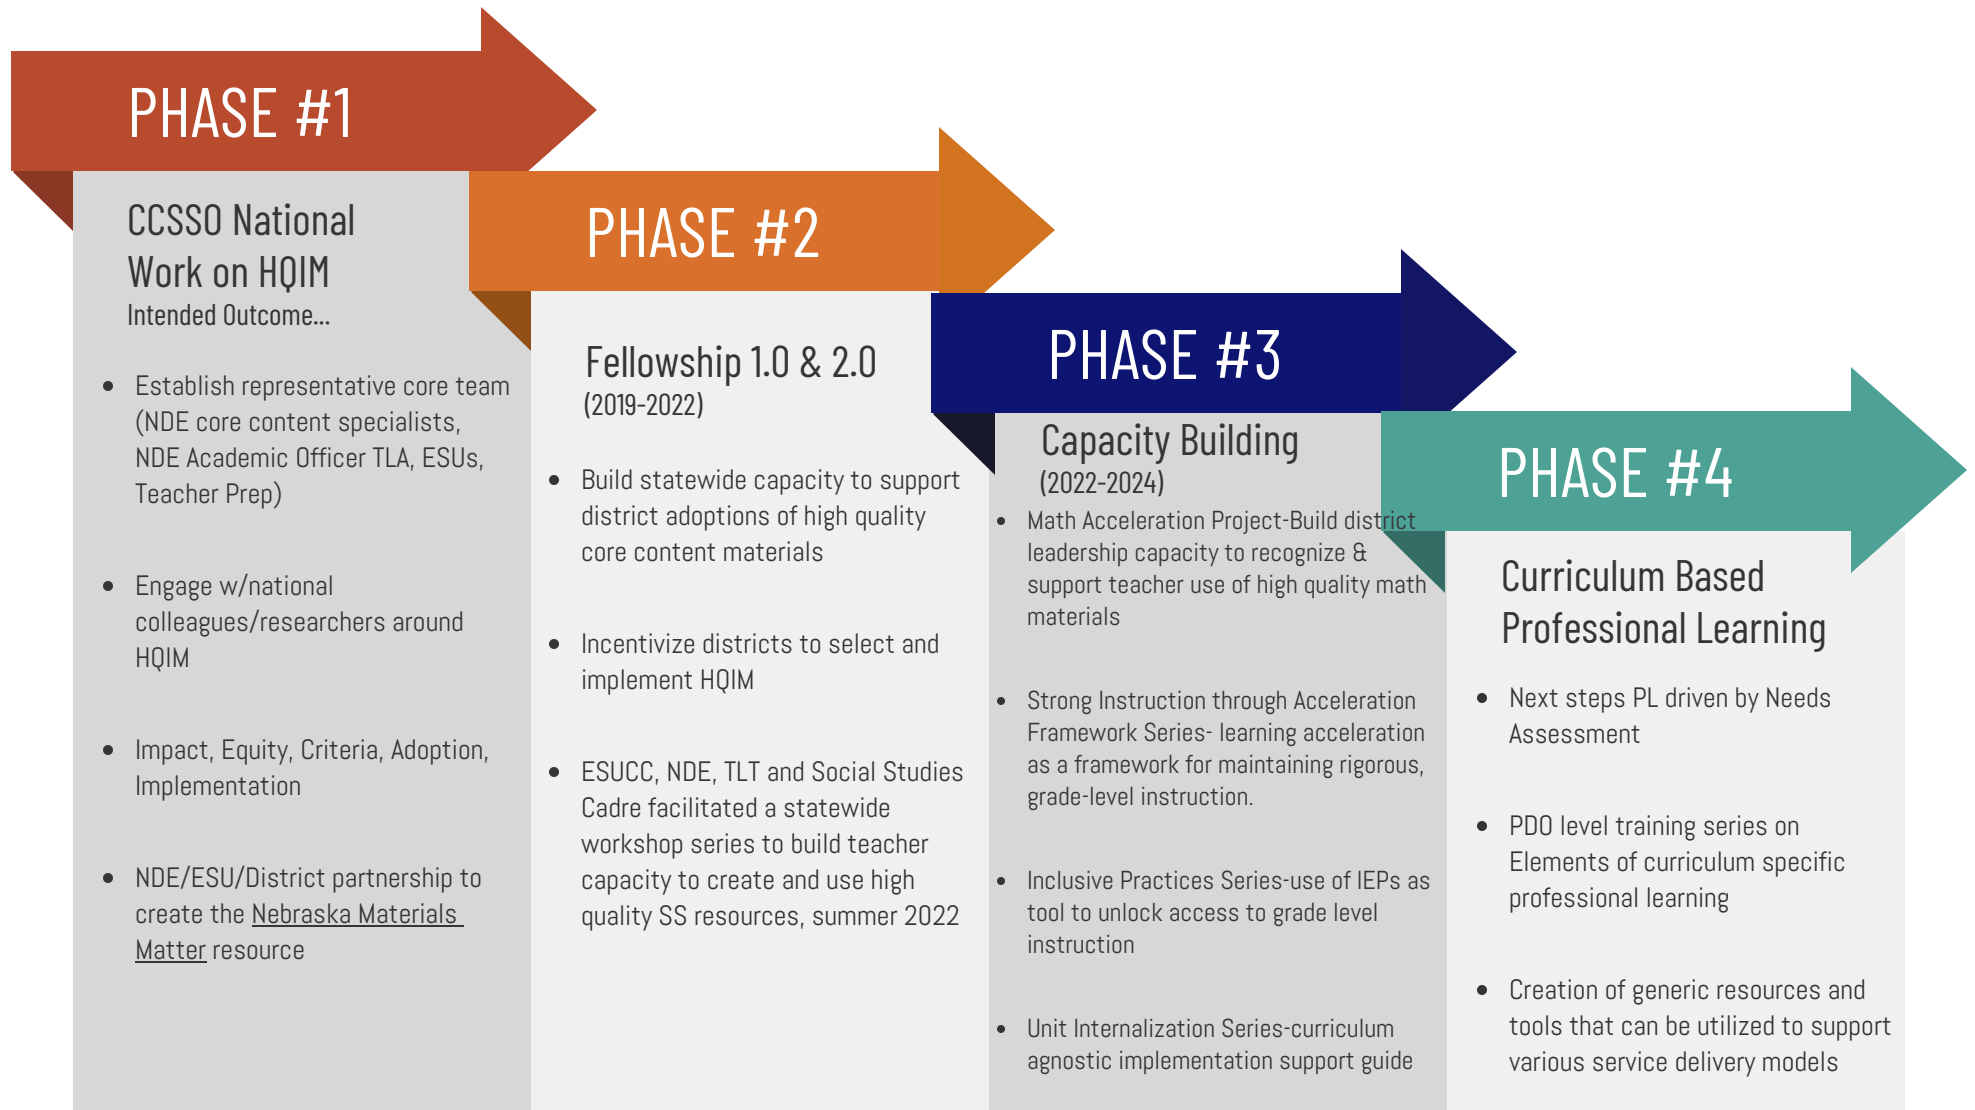 PHASE #1
CCSSO National
Work on HQIM
Intended Outcome...
• Establish representative core team
(NDE core content specialists,
NDE Academic Officer TLA, ESUs,
Teacher Prep)
• Engage w/national
colleagues/researchers around
HQIM
• Impact, Equity, Criteria, Adoption,
Implementation
• NDE/ESU/District partnership to
create the Nebraska Materials
Matter resource
PHASE #2
Fellowship 1.0 & 2.0
(2019-2022)
• Build statewide capacity to support
district adoptions of high quality
core content materials
• Incentivize districts to select and
implement HQIM
• ESUCC, NDE, TLT and Social Studies
Cadre facilitated a statewide
workshop series to build teacher
capacity to create and use high
quality SS resources, summer 2022
PHASE #3
Capacity Building
(2022-2024)
• Math Acceleration Project-Build district
leadership capacity to recognize &
support teacher use of high quality math
materials
• Strong Instruction through Acceleration
Framework Series- learning acceleration
as a framework for maintaining rigorous,
grade-level instruction.
• Inclusive Practices Series-use of IEPs as
tool to unlock access to grade level
instruction
• Unit Internalization Series-curriculum
agnostic implementation support guide
PHASE #4
Curriculum Based
Professional Learning
• Next steps PL driven by Needs
Assessment
• PDO level training series on
Elements of curriculum specific
professional learning
• Creation of generic resources and
tools that can be utilized to support
various service delivery models